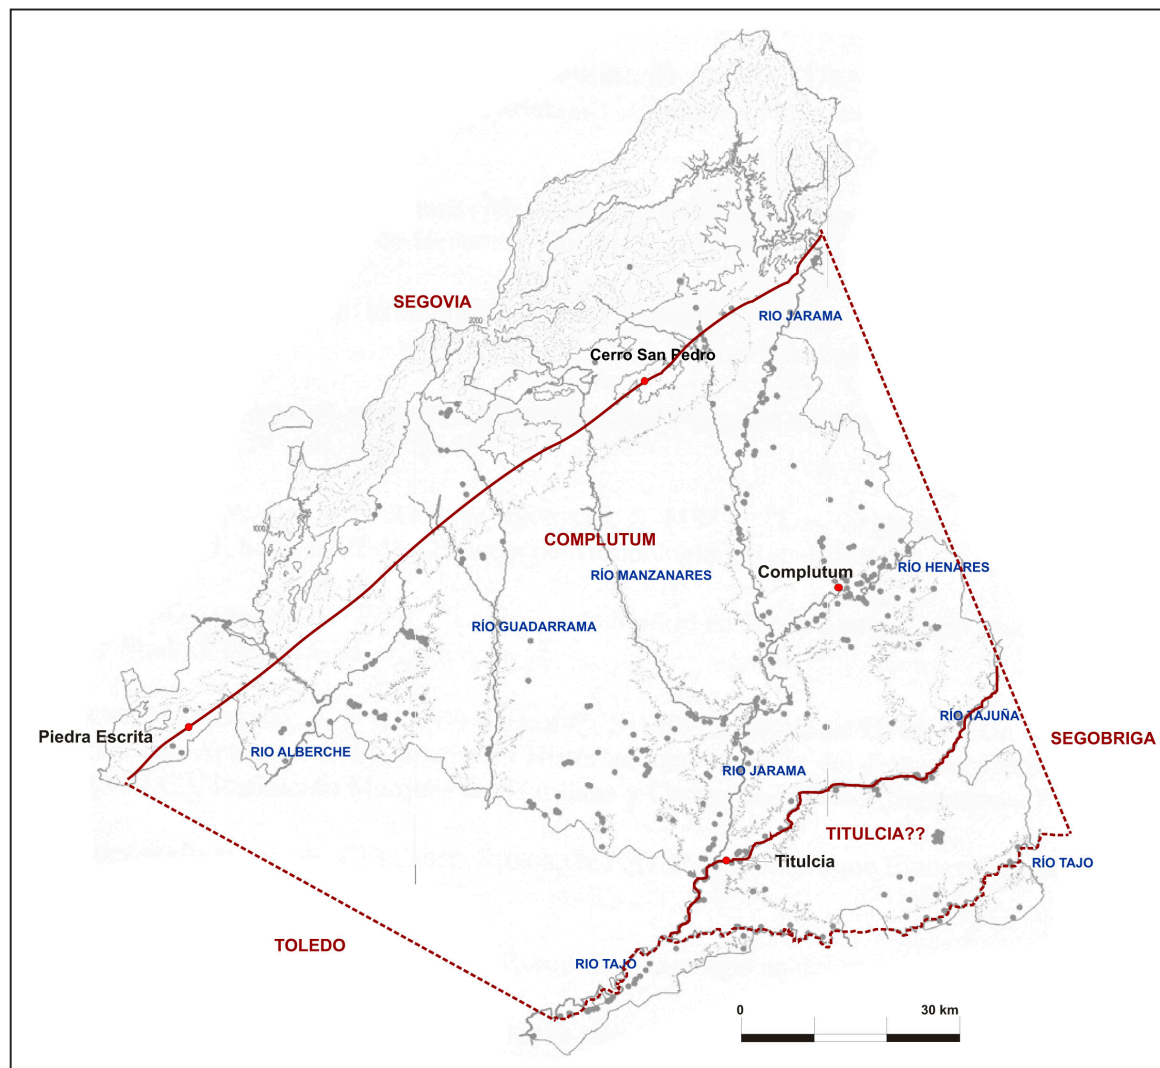 SEGOVIA
2000
RIO JARAMA
Cerro San Pedro
1000
COMPLUTUM
RÍO MANZANARES
Complutum
RÍO HENARES
RÍO GUADARRAMA
Piedra Escrita
RIO ALBERCHE
RÍO TAJUÑA
SEGOBRIGA
RIO JARAMA
TITULCIA??
Titulcia
RÍO TAJO
TOLEDO
RIO TAJO
0
30 km